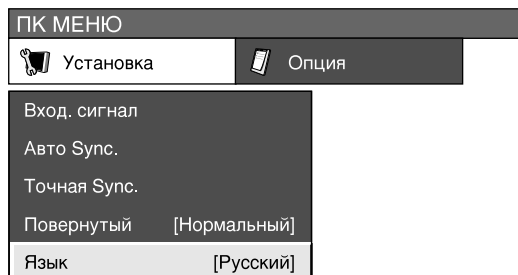 ПК МЕНЮ
Установка Опция
Вход. сигнал
Авто Sync.
Точная Sync.
Повернутый [Нормальный]
Язык [Русский]